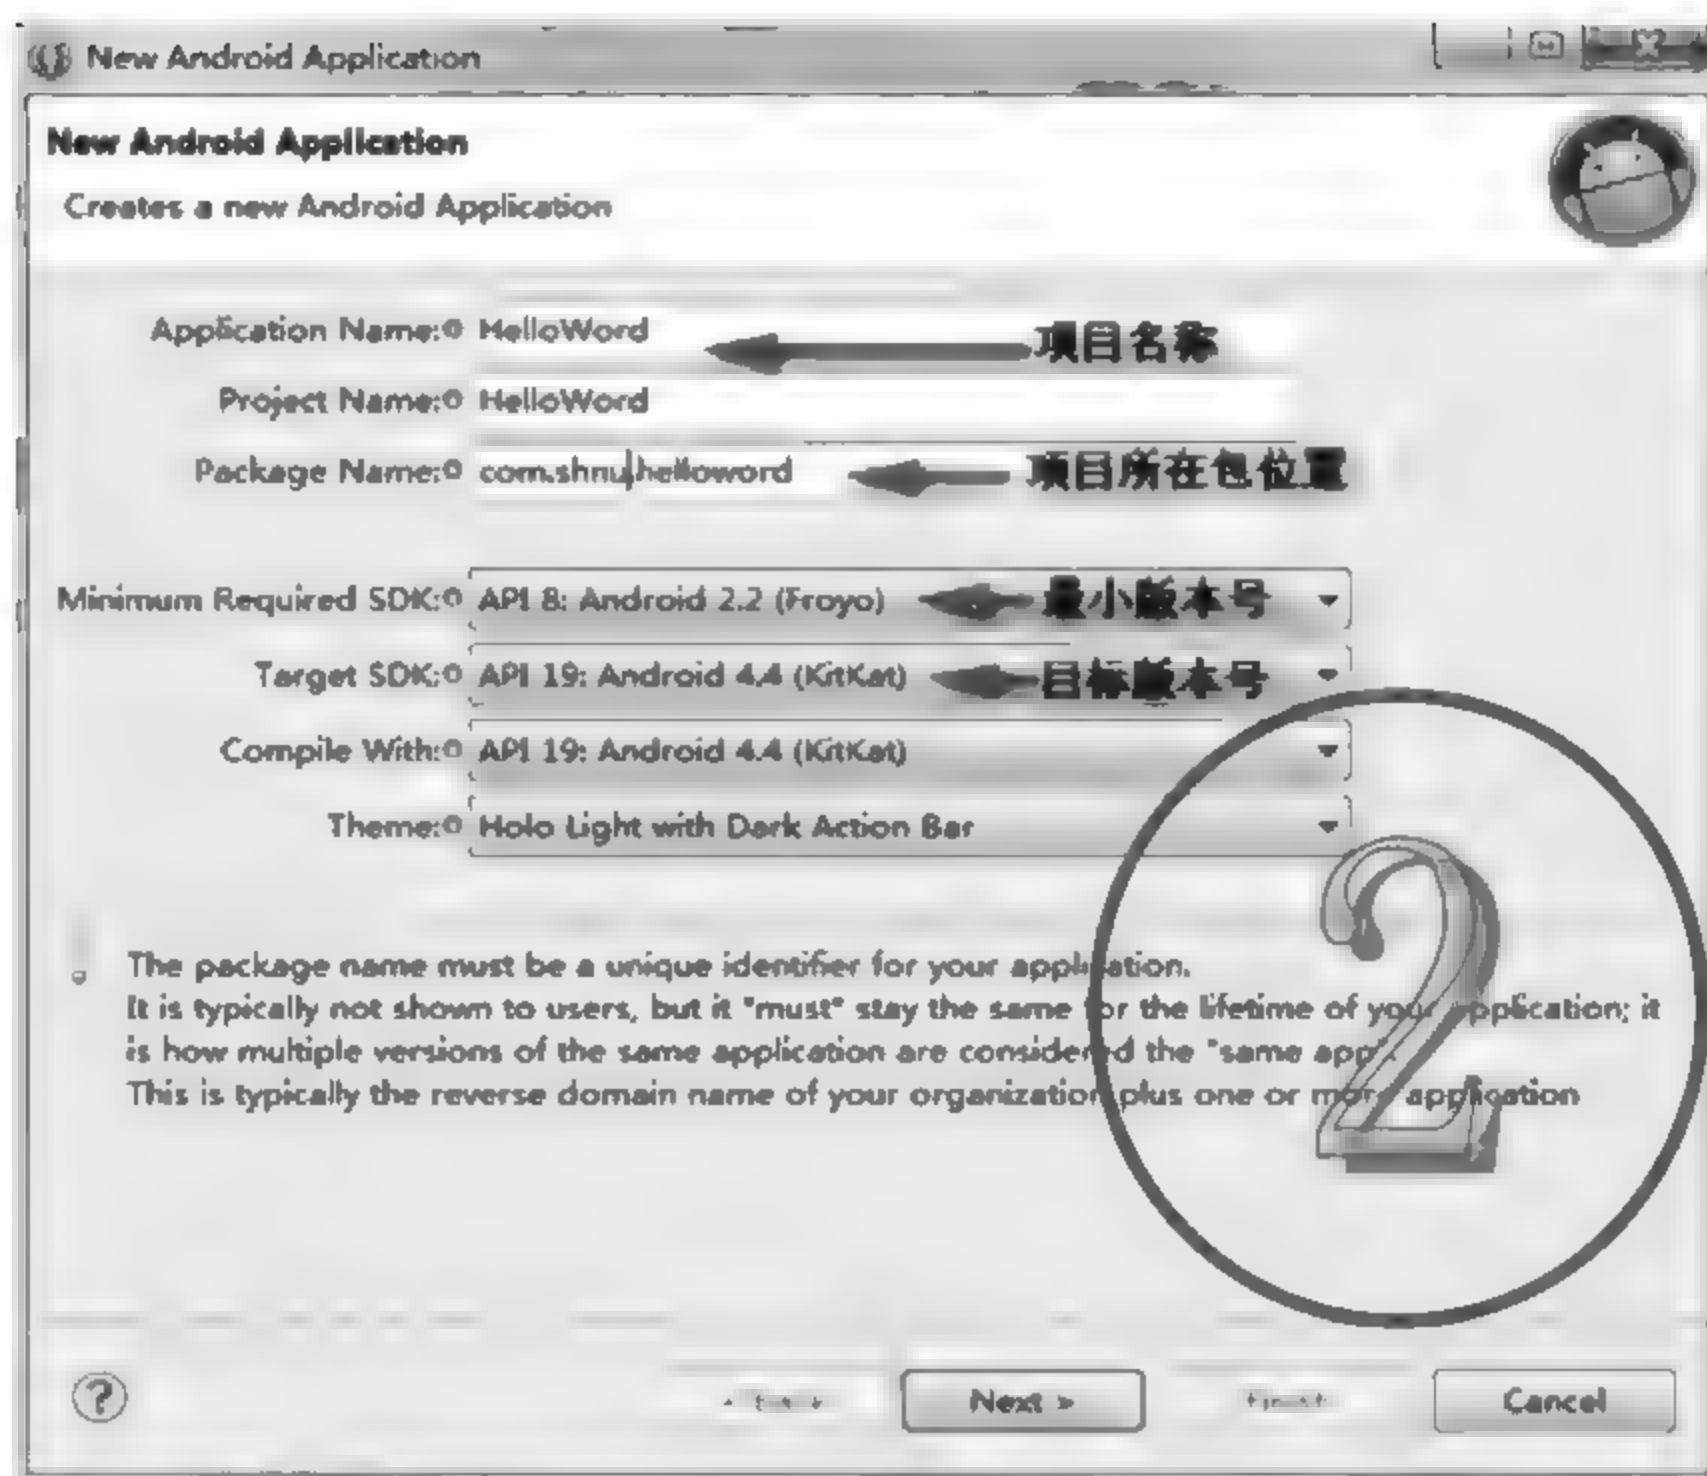 New Android Application
New Android Application
Creates a new Android Application
Application Name: HelloWord 项目名称
Project Name: HelloWord
Package Name: com.shnu.helloword 项目所在包位置
Minimum Required SDK: API 8: Android 2.2 (Froyo) 最小版本号
Target SDK: API 19: Android 4.4 (KitKat) 目标版本号
Compile With: API 19: Android 4.4 (KitKat)
Theme: Holo Light with Dark Action Bar
2
The package name must be a unique identifier for your application.
It is typically not shown to users, but it "must" stay the same for the lifetime of your application; it
is how multiple versions of the same application are considered the "same app".
This is typically the reverse domain name of your organization plus one or more application
? Next > Cancel